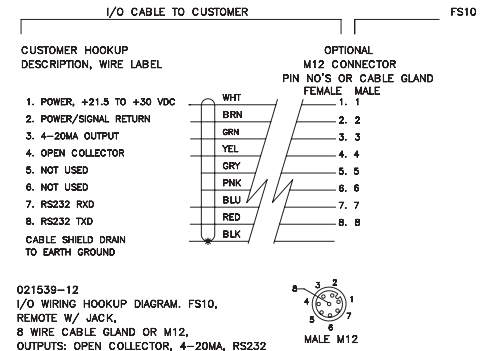 I/O CABLE TO CUSTOMER
FS10
CUSTOMER HOOKUP
DESCRIPTION, WIRE LABEL
OPTIONAL
M12 CONNECTOR
PIN NO'S OR CABLE GLAND
FEMALE MALE
1. POWER, +21.5 TO +30 VDC WHT 1. 1
2. POWER/SIGNAL RETURN BRN 2. 2
3. 4-20MA OUTPUT GRN 3. 3
4. OPEN COLLECTOR YEL 4. 4
5. NOT USED GRY 5. 5
6. NOT USED PNK 6. 6
7. RS232 RXD BLU 7. 7
8. RS232 TXD RED 8. 8
CABLE SHIELD DRAIN BLK
TO EARTH GROUND
021539-12
I/O WIRING HOOKUP DIAGRAM. FS10,
REMOTE W/ JACK,
8 WIRE CABLE GLAND OR M12,
OUTPUTS: OPEN COLLECTOR, 4-20MA, RS232
8 3 2
4 1
5 6 7
MALE M12